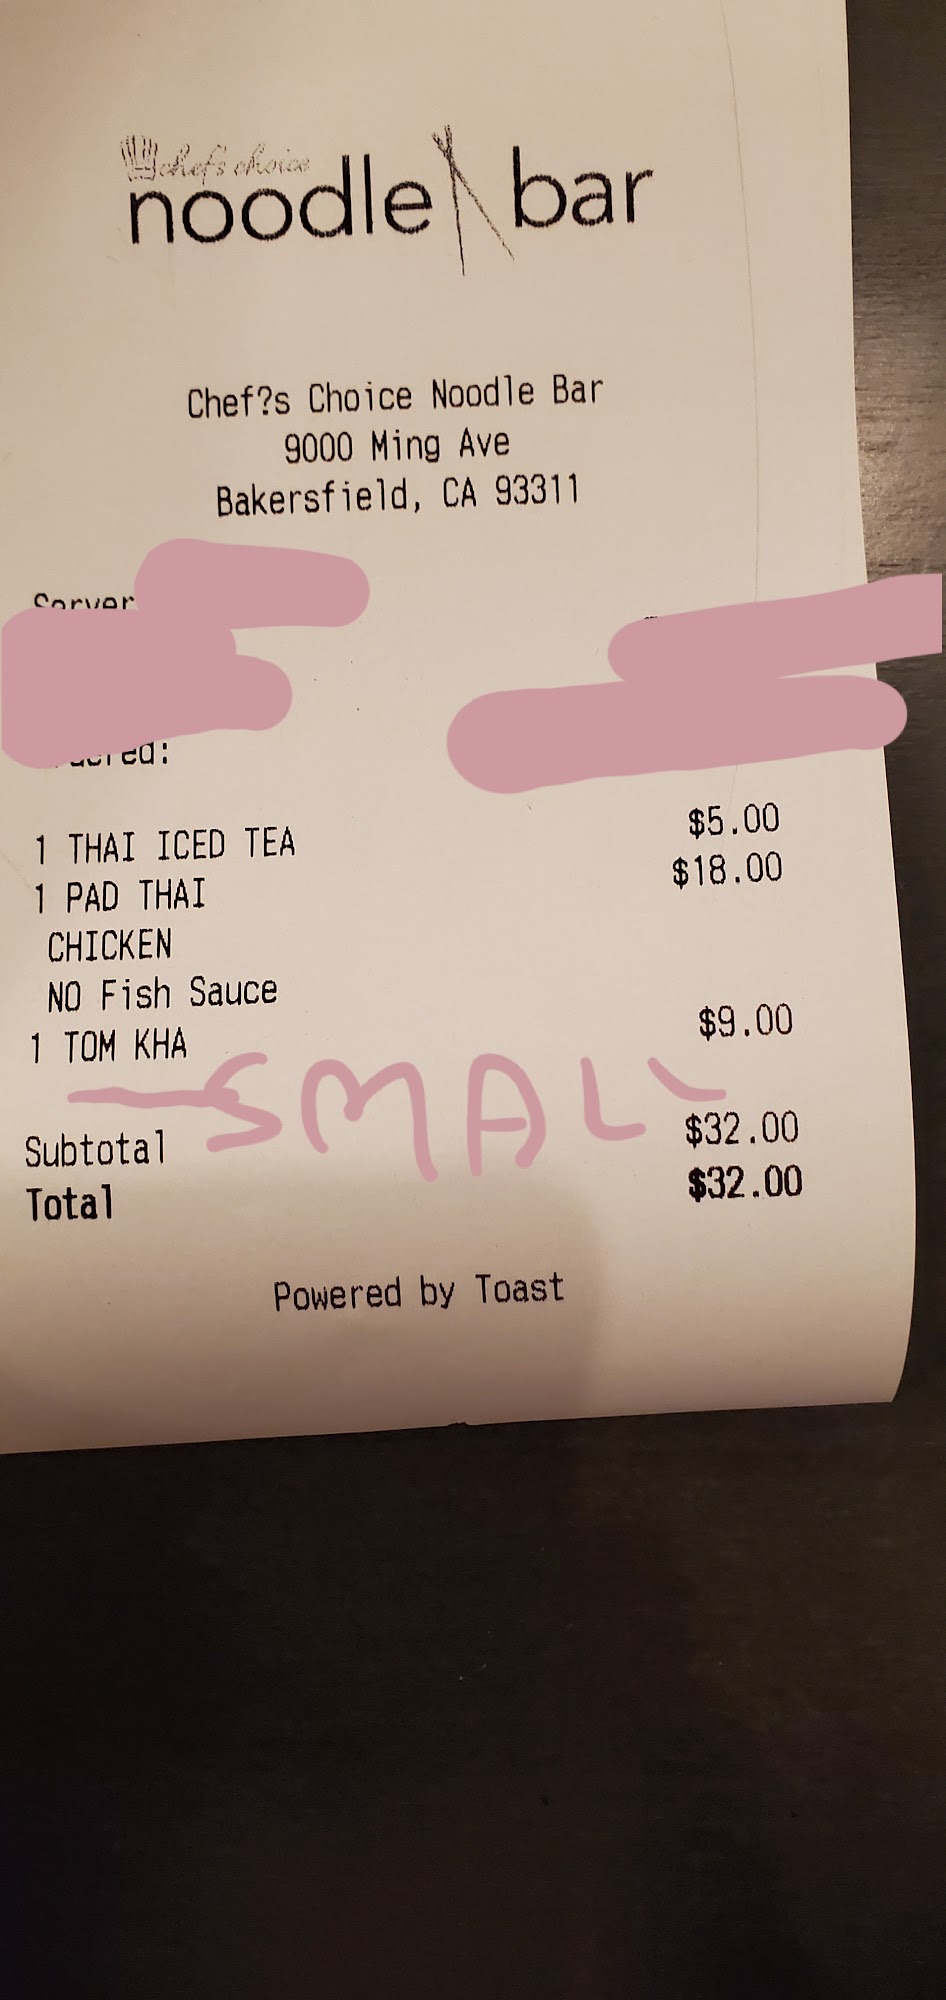 chef's choice
noodle bar
Chef?s Choice Noodle Bar
9000 Ming Ave
Bakersfield, CA 93311
Server
1 THAI ICED TEA $5.00
1 PAD THAI $18.00
CHICKEN
NO Fish Sauce
1 TOM KHA $9.00
SMALL
Subtotal $32.00
Total $32.00
Powered by Toast